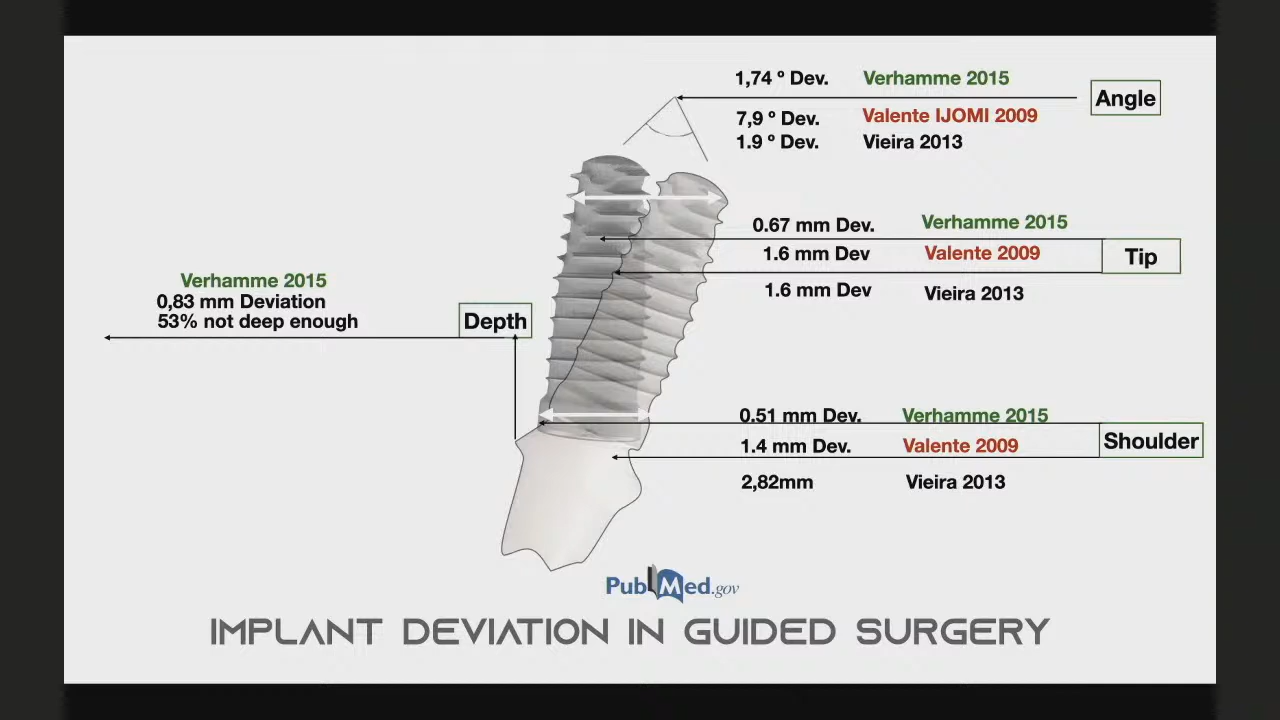 1,74 º Dev. Verhamme 2015
Angle
7,9 º Dev. Valente IJOMI 2009
1.9 º Dev. Vieira 2013
0.67 mm Dev. Verhamme 2015
1.6 mm Dev Valente 2009
Tip
1.6 mm Dev Vieira 2013
Verhamme 2015
0,83 mm Deviation
53% not deep enough
Depth
0.51 mm Dev. Verhamme 2015
1.4 mm Dev. Valente 2009
Shoulder
2,82mm Vieira 2013
PubMed.gov
IMPLANT DEVIATION IN GUIDED SURGERY